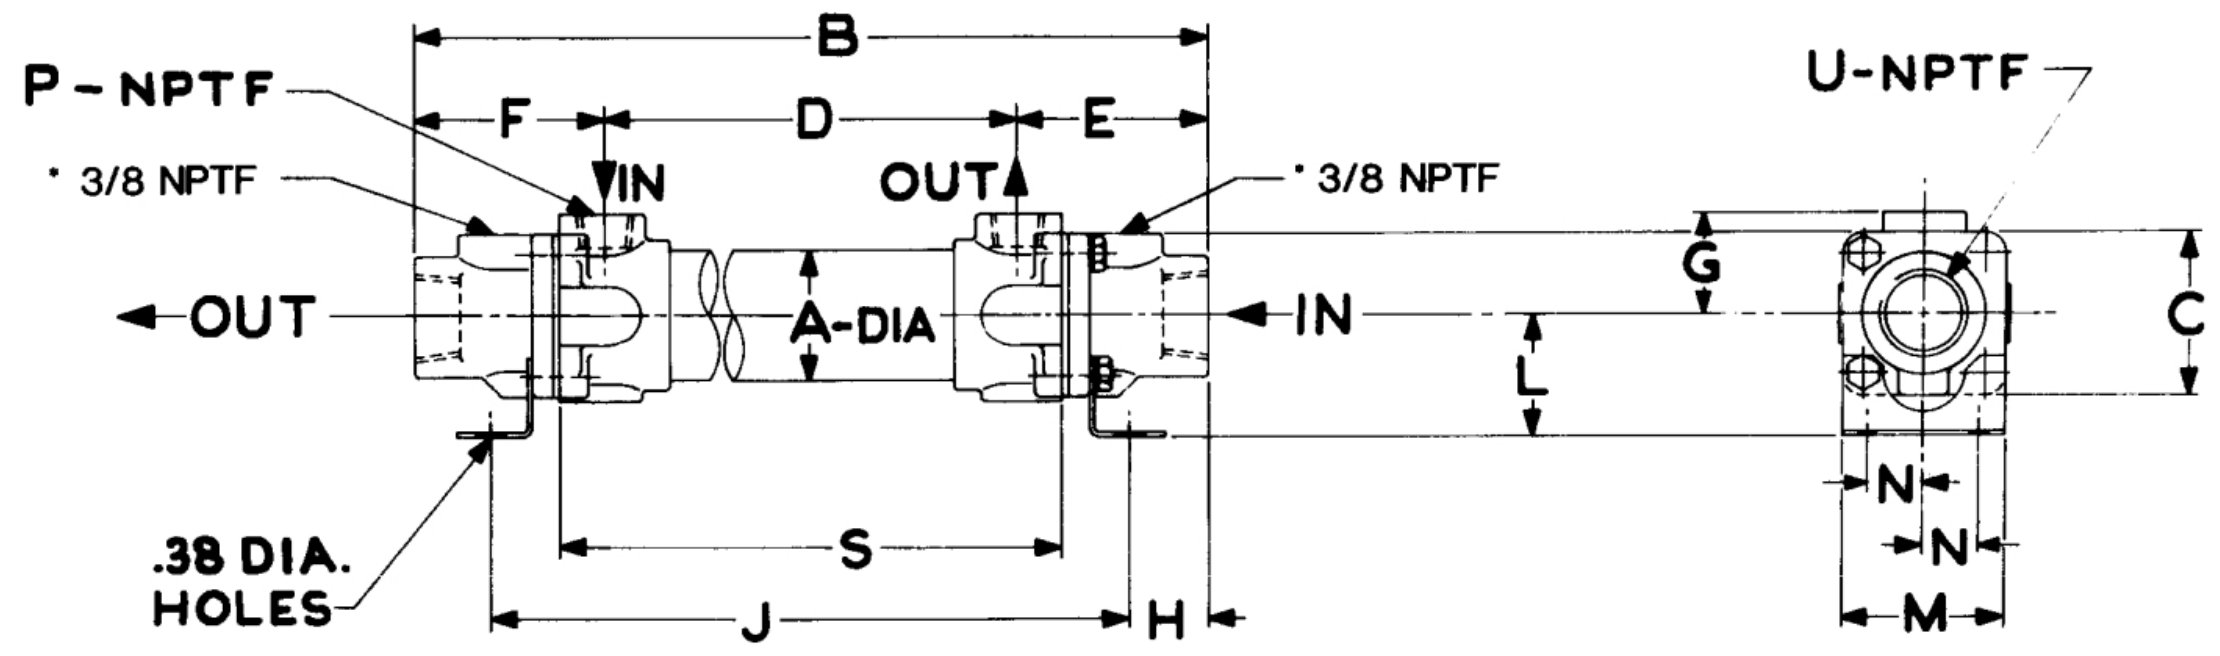 B
P-NPTF
U-NPTF
F
D
E
* 3/8 NPTF
IN
OUT
* 3/8 NPTF
G
OUT
A-DIA
IN
C
L
N
.38 DIA.
HOLES
S
N
J
H
M